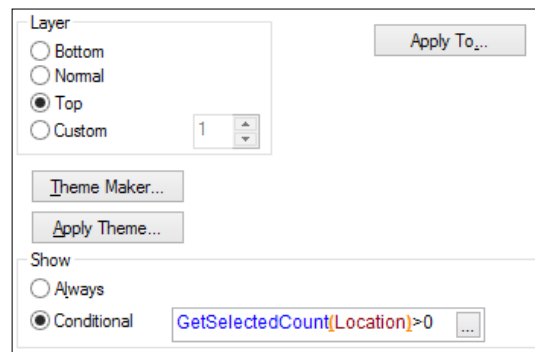 Layer
Apply To...
Bottom
Normal
Top
Custom 1
Theme Maker...
Apply Theme...
Show
Always
Conditional GetSelectedCount(Location)>0 ...